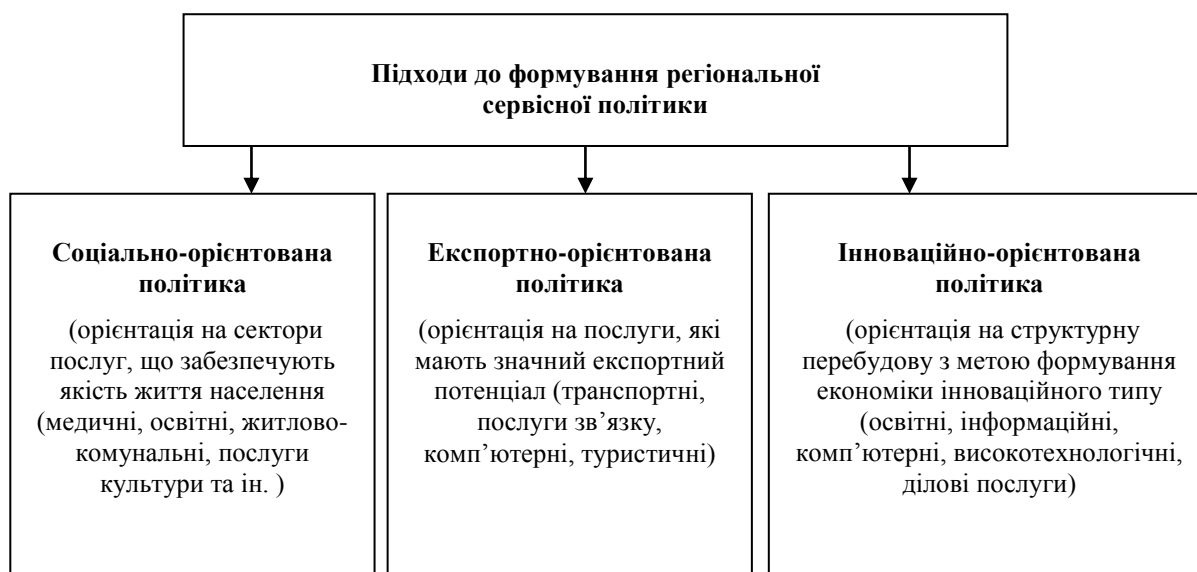 Підходи до формування регіональної
сервісної політики
Соціально-орієнтована
політика
(орієнтація на сектори
послуг, що забезпечують
якість життя населення
(медичні, освітні, житлово-
комунальні, послуги
культури та ін. )
Експортно-орієнтована
політика
(орієнтація на послуги, які
мають значний експортний
потенціал (транспортні,
послуги зв’язку,
комп’ютерні, туристичні)
Інноваційно-орієнтована
політика
(орієнтація на структурну
перебудову з метою формування
економіки інноваційного типу
(освітні, інформаційні,
комп’ютерні, високотехнологічні,
ділові послуги)